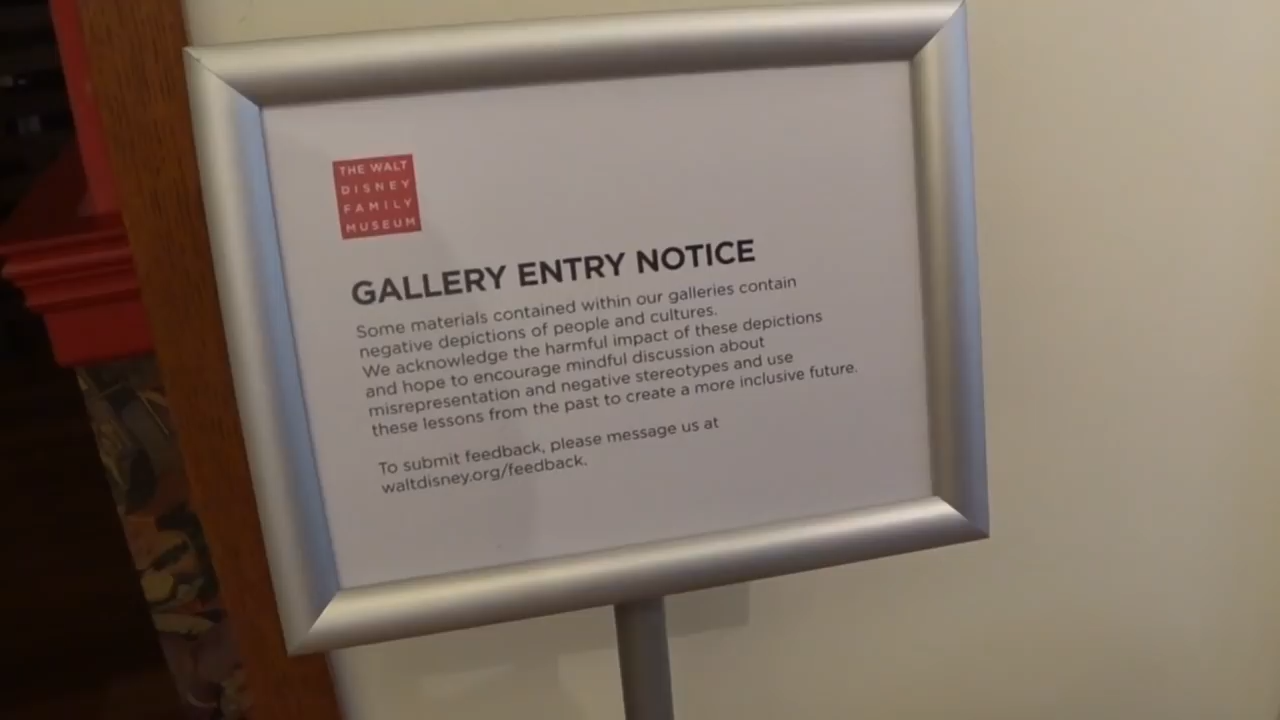 THE WALT
DISNEY
FAMILY
MUSEUM
GALLERY ENTRY NOTICE
Some materials contained within our galleries contain
negative depictions of people and cultures.
We acknowledge the harmful impact of these depictions
and hope to encourage mindful discussion about
misrepresentation and negative stereotypes and use
these lessons from the past to create a more inclusive future.
To submit feedback, please message us at
waltdisney.org/feedback.